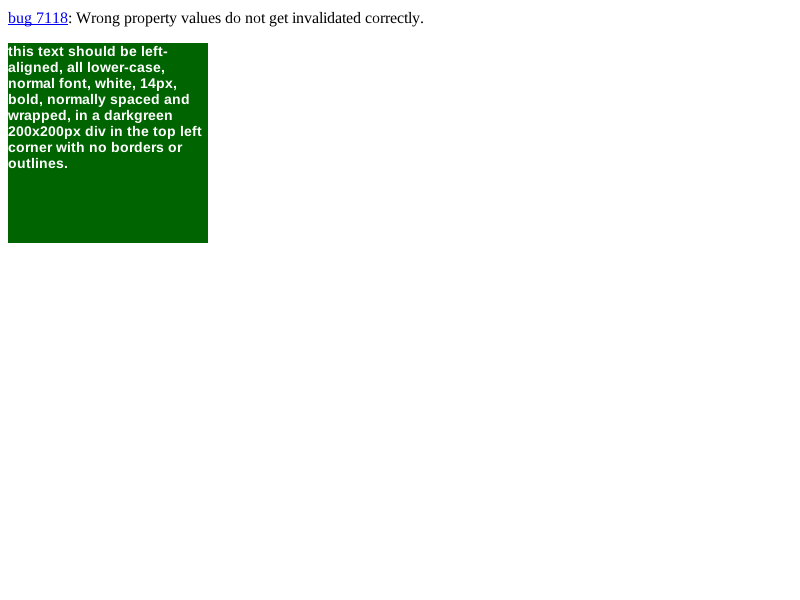 bug 7118: Wrong property values do not get invalidated correctly.
this text should be left-
aligned, all lower-case,
normal font, white, 14px,
bold, normally spaced and
wrapped, in a darkgreen
200x200px div in the top left
corner with no borders or
outlines.